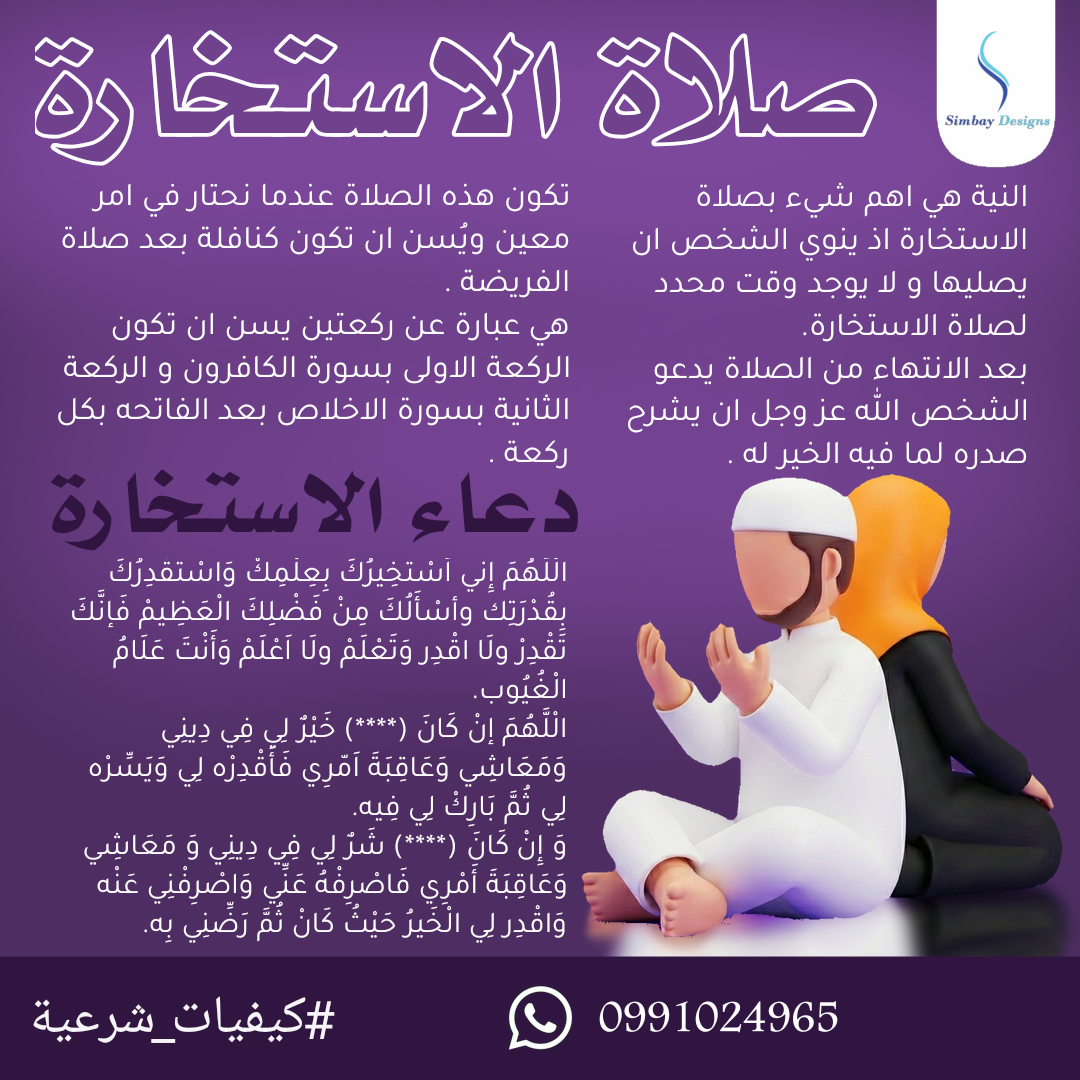 صلاة الاستخارة
Simbay Designs
النية هي اهم شيء بصلاة
الاستخارة اذ ينوي الشخص ان
يصليها و لا يوجد وقت محدد
لصلاة الاستخارة.
بعد الانتهاء من الصلاة يدعو
الشخص الله عز وجل ان يشرح
صدره لما فيه الخير له .
تكون هذه الصلاة عندما نحتار في امر
معين ويُسن ان تكون كنافلة بعد صلاة
الفريضة .
هي عبارة عن ركعتين يسن ان تكون
الركعة الاولى بسورة الكافرون و الركعة
الثانية بسورة الاخلاص بعد الفاتحه بكل
ركعة .
دعاء الاستخارة
اللَهُمَ إِني اَسْتخِيرُكَ بِعِلْمِكْ وَاسْتقدِرُكَ
بِقُدْرَتِك وأسْأَلُكَ مِنْ فَضْلِكَ الْعَظِيمْ فَإنَّكَ
تَقْدِرْ ولَا اقْدِر وَتَعْلَمْ ولَا اَعْلَمْ وَأَنْتَ عَلَامُ
الْغُيُوب.
الْلَّهُمَ إنْ كَانَ (****) خَيْرٌ لِي فِي دِينِي
وَمَعَاشِي وَعَاقِبَةَ اَمّرِي فَأَقْدِرْه لِي وَيَسِّرْه
لِي ثُمَّ بَارِكْ لِي فِيه.
وَ إِنْ كَانَ (****) شَرٌ لِي فِي دِينِي وَ مَعَاشِي
وَعَاقِبَةَ أَمْرِي فَاصْرِفْهُ عَنِّي وَاصْرِفْنِي عَنْه
وَاقْدِر لِي الْخَيرُ حَيْثُ كَانْ ثُمَّ رَضِّنِي بِه.
#كيفيات_شرعية
0991024965